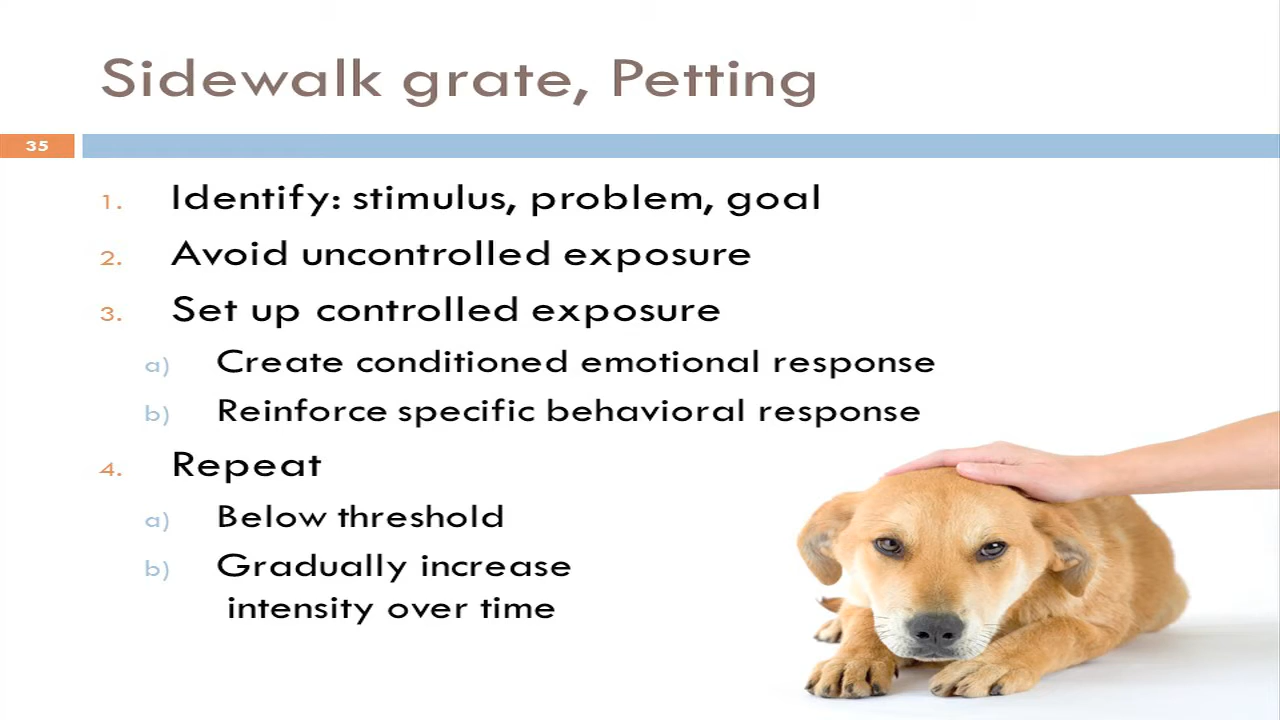 Sidewalk grate, Petting
35
1. Identify: stimulus, problem, goal
2. Avoid uncontrolled exposure
3. Set up controlled exposure
a) Create conditioned emotional response
b) Reinforce specific behavioral response
4. Repeat
a) Below threshold
b) Gradually increase
intensity over time